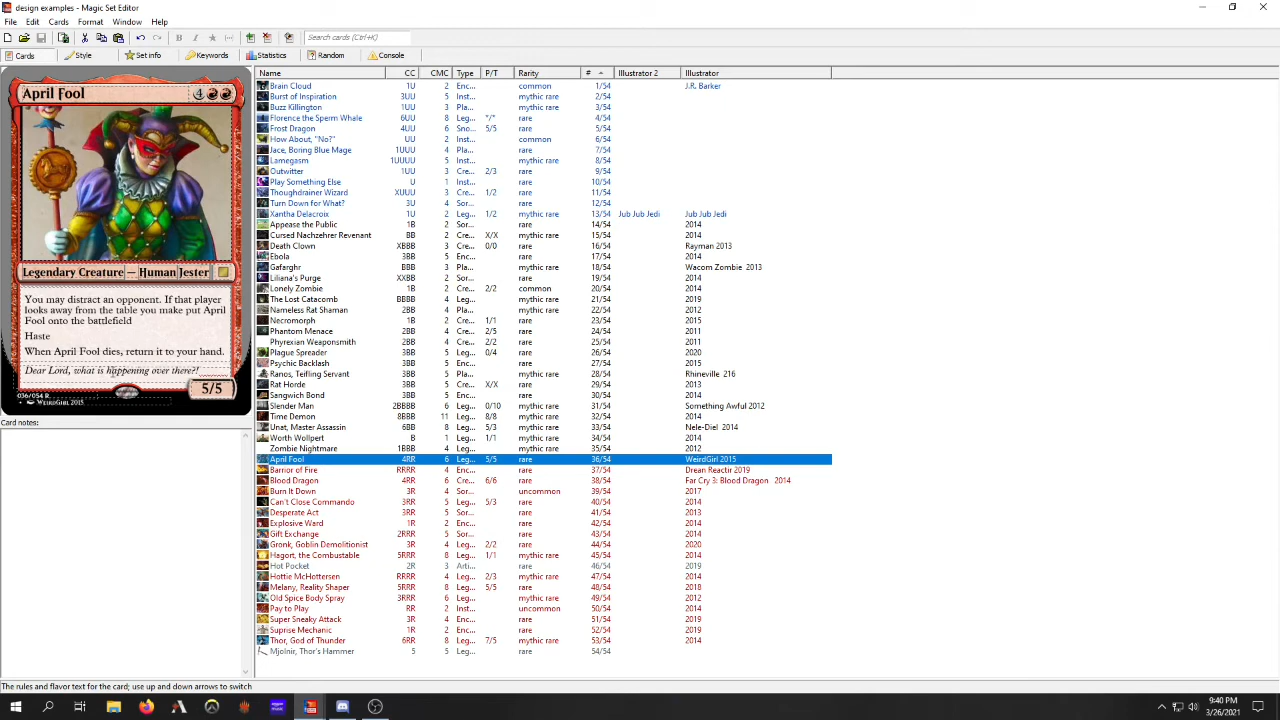 design examples - Magic Set Editor
File Edit Cards Format Window Help
Search cards (Ctrl+K)
Cards Style Set info Keywords Statistics Random Console
April Fool 4
Legendary Creature — Human Jester
You may distract an opponent. If that player
looks away from the table you make put April
Fool onto the battlefield
Haste
When April Fool dies, return it to your hand.
Dear Lord, what is happening over there?!
5/5
036/054 R
WeirdGirl 2015
Card notes:
Name CC CMC Type P/T Rarity # Illustrator 2 Illustrator
Brain Cloud 1U 2 Enc... common 1/54 J.R. Barker
Burst of Inspiration 3UU 5 Inst... mythic rare 2/54
Buzz Killington 1UU 3 Pla... mythic rare 3/54
Florence the Sperm Whale 6UU 8 Leg... */* rare 4/54
Frost Dragon 4UU 6 Sno... 5/5 rare 5/54
How About, "No?" UU 2 Inst... common 6/54
Jace, Boring Blue Mage 1UUU 4 Pla... mythic rare 7/54
Lamegasm 1UUUU 5 Inst... mythic rare 8/54
Outwitter 1UU 3 Cre... 2/3 rare 9/54
Play Something Else U 1 Inst... rare 10/54
Thoughdrainer Wizard XUUU 3 Cre... 1/2 rare 11/54
Turn Down for What? 3U 4 Sor... rare 12/54
Xantha Delacroix 1U 2 Leg... 1/2 mythic rare 13/54 Jub Jub Jedi Jub Jub Jedi
Appease the Public 1B 2 Sor... rare 14/54 2014
Cursed Nachzehrer Revenant BB 2 Cre... X/X mythic rare 15/54 2014
Death Clown XBBB 3 Cre... 0/0 rare 16/54 Rayman 2013
Ebola 3BB 5 Enc... rare 17/54 2014
Gafarghr BBB 3 Pla... mythic rare 18/54 Wacom Zombie 2013
Liliana's Purge XXBB 2 Sor... rare 19/54 2014
Lonely Zombie 1B 2 Cre... 2/2 common 20/54 2014
The Lost Catacomb BBBB 4 Leg... mythic rare 21/54 2019
Nameless Rat Shaman 2BB 4 Pla... mythic rare 22/54 2012
Necromorph 1B 2 Cre... 1/1 rare 23/54 2015
Phantom Menace 2BB 4 Cre... 2/5 rare 24/54 2011
Phyrexian Weaponsmith 2BB 4 Cre... 2/2 rare 25/54 2011
Plague Spreader 3BB 5 Leg... 0/4 rare 26/54 2020
Psychic Backlash 3BB 5 Enc... rare 27/54 2015
Ranos, Teifling Servant 3BB 5 Pla... mythic rare 28/54 Rhineville 216
Rat Horde 3BB 5 Cre... X/X rare 29/54 2013
Sangwich Bond 3BB 5 Enc... rare 30/54 2014
Slender Man 2BBBB 6 Leg... 0/10 mythic rare 31/54 Something Awful 2012
Time Demon 8BBB 11 Cre... 8/8 mythic rare 32/54 2014
Unat, Master Assassin 6BB 8 Leg... 5/3 mythic rare 33/54 Nele-Diel 2014
Worth Wollpert B 1 Leg... 1/1 mythic rare 34/54 2014
Zombie Nightmare 1BBB 4 Leg... mythic rare 35/54 2012
April Fool 4RR 6 Leg... 5/5 rare 36/54 WeirdGirl 2015
Barrior of Fire RRRR 4 Enc... mythic rare 37/54 Drean Reactir 2019
Blood Dragon 4RR 6 Cre... 6/6 rare 38/54 Far Cry 3: Blood Dragon 2014
Burn It Down 3R 4 Sor... uncommon 39/54 2017
Can't Close Commando 3RR 5 Leg... 5/3 rare 40/54 2014
Desperate Act 3RR 5 Sor... rare 41/54 2013
Explosive Ward 1R 2 Enc... rare 42/54 2014
Gift Exchange 2RRR 5 Sor... rare 43/54 2014
Gronk, Goblin Demolitionist 3R 4 Leg... 2/2 rare 44/54 2020
Hagort, the Combustable 5RRR 8 Leg... 1/1 mythic rare 45/54 2014
Hot Pocket 2R 3 Arti... rare 46/54 2019
Hottie McHottersen RRRR 4 Leg... 2/3 mythic rare 47/54 2014
Melany, Reality Shaper 5RRR 8 Leg... 5/5 rare 48/54 2018
Old Spice Body Spray 3RRR 6 Leg... mythic rare 49/54 2012
Pay to Play RR 2 Inst... uncommon 50/54 2014
Super Sneaky Attack 3R 4 Enc... rare 51/54 2019
Suprise Mechanic 1R 2 Enc... rare 52/54 2019
Thor, God of Thunder 6RR 8 Leg... 7/5 mythic rare 53/54 2014
Mjolnir, Thor's Hammer 5 5 Leg... rare 54/54
The rules and flavor text for the card; use up and down arrows to switch
9:40 PM
3/26/2021